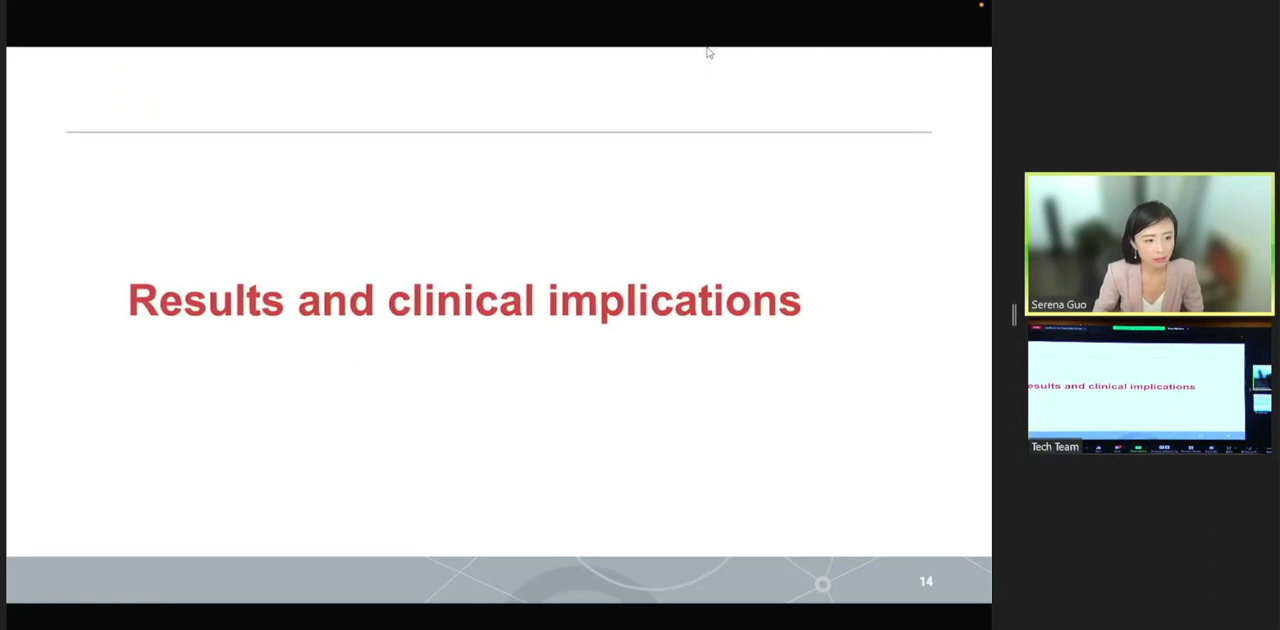 Results and clinical implications
14
Serena Guo
esults and clinical implications
Tech Team